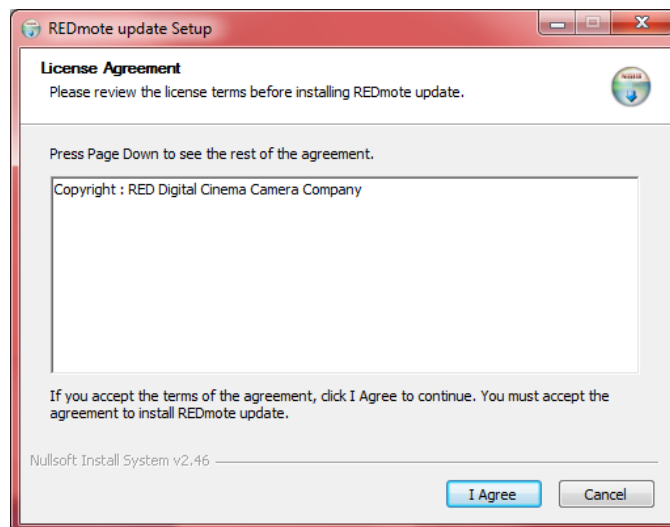 REDmote update Setup
License Agreement
Please review the license terms before installing REDmote update.
Press Page Down to see the rest of the agreement.
Copyright : RED Digital Cinema Camera Company
If you accept the terms of the agreement, click I Agree to continue. You must accept the
agreement to install REDmote update.
Nullsoft Install System v2.46
I Agree
Cancel